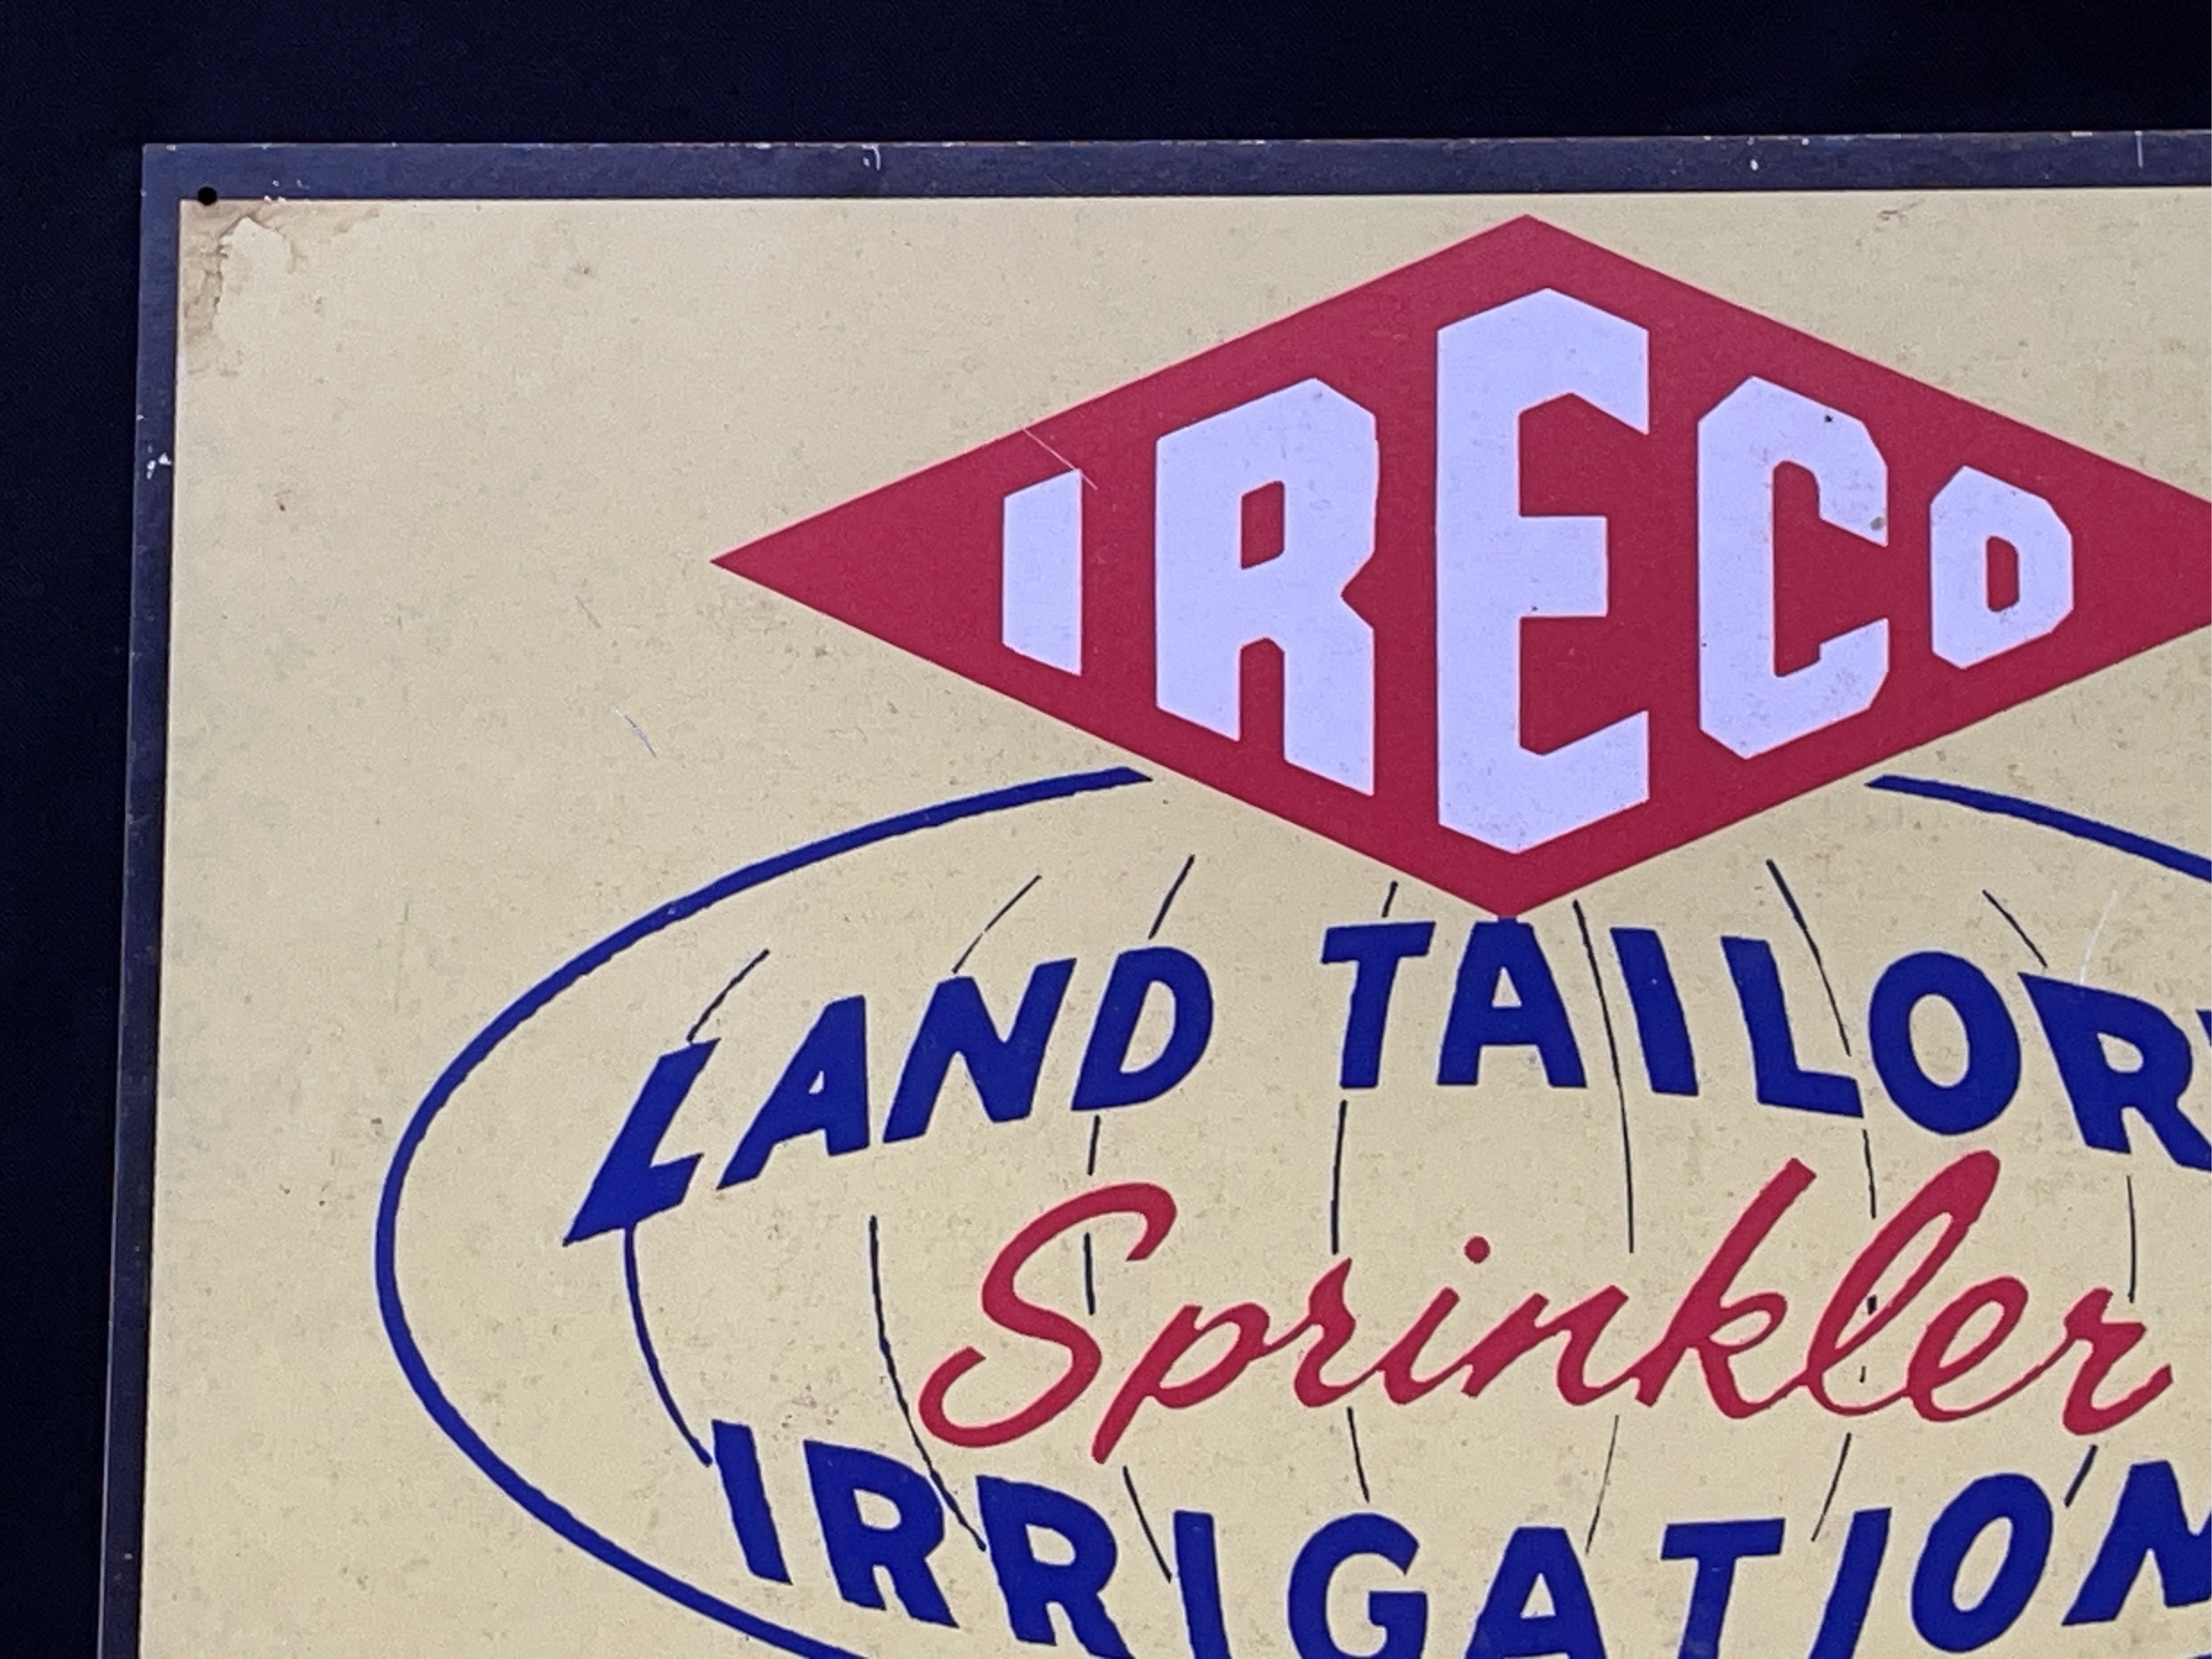 IRECO
LAND TAILOR
Sprinkler
IRRIGATION